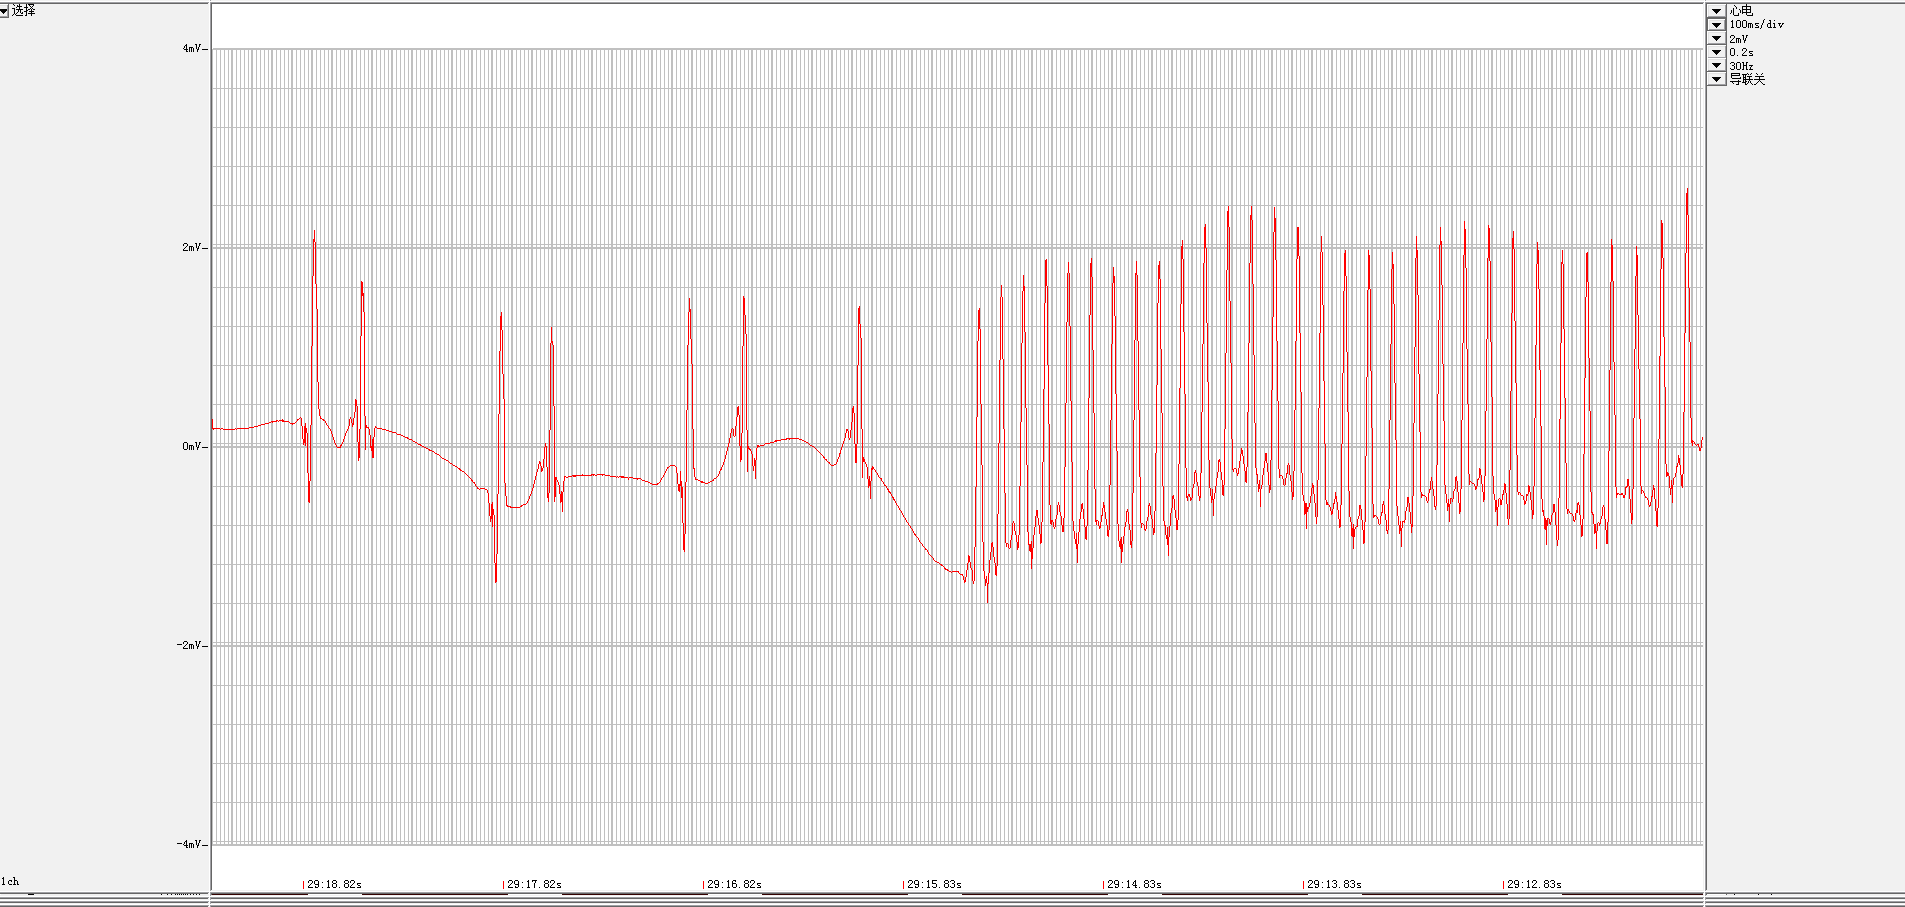 选择
4mV
2mV
0mV
-2mV
-4mV
1ch
29:18.82s 29:17.82s 29:16.82s 29:15.83s 29:14.83s 29:13.83s 29:12.83s
心电
100ms/div
2mV
0.2s
30Hz
导联关